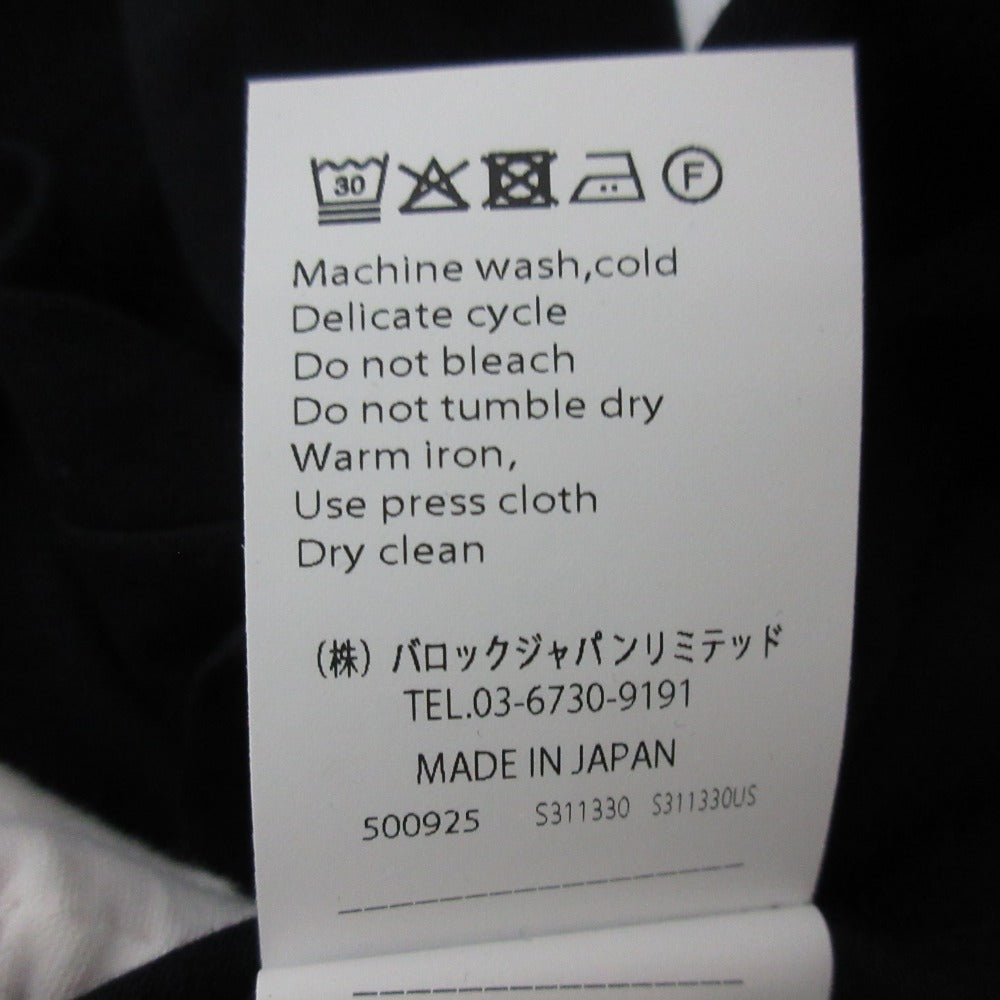 30 F
Machine wash,cold
Delicate cycle
Do not bleach
Do not tumble dry
Warm iron,
Use press cloth
Dry clean
(株) バロックジャパンリミテッド
TEL.03-6730-9191
MADE IN JAPAN
500925 S311330 S311330US